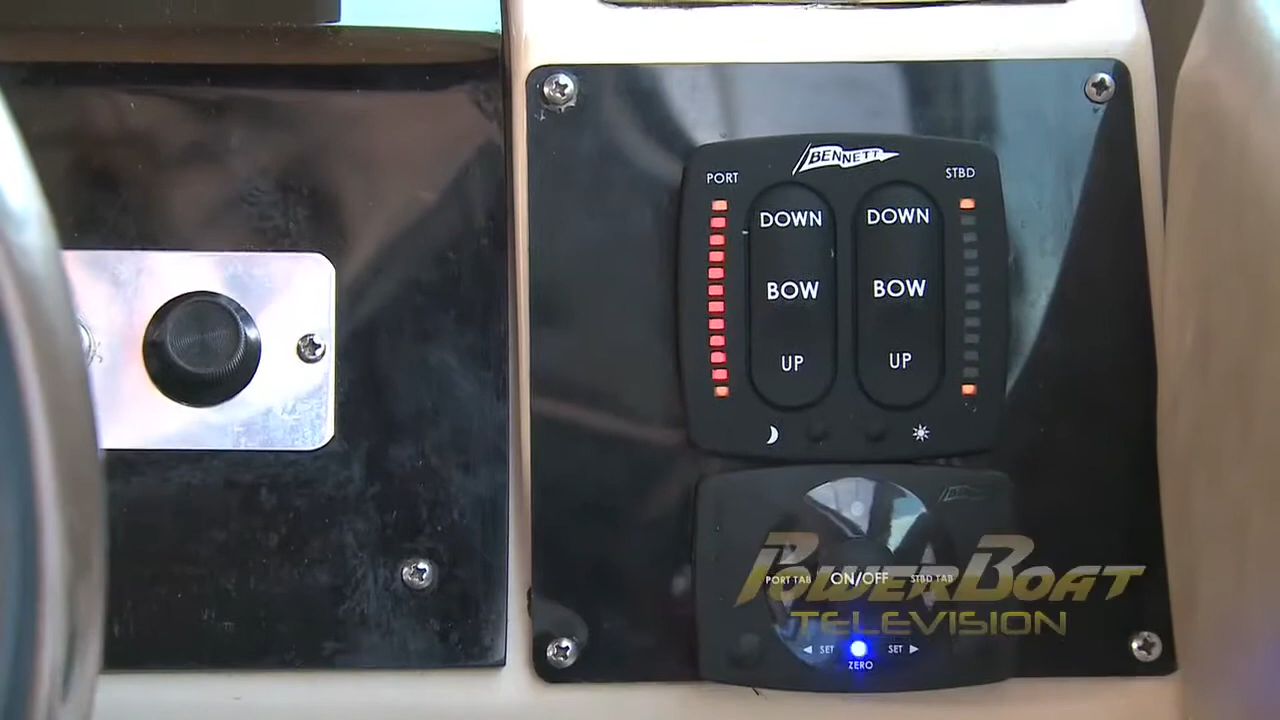 BENNETT
PORT
STBD
DOWN DOWN
BOW BOW
UP UP
PORT TAB ON/OFF STBD TAB
POWERBOAT
TELEVISION
SET SET
ZERO